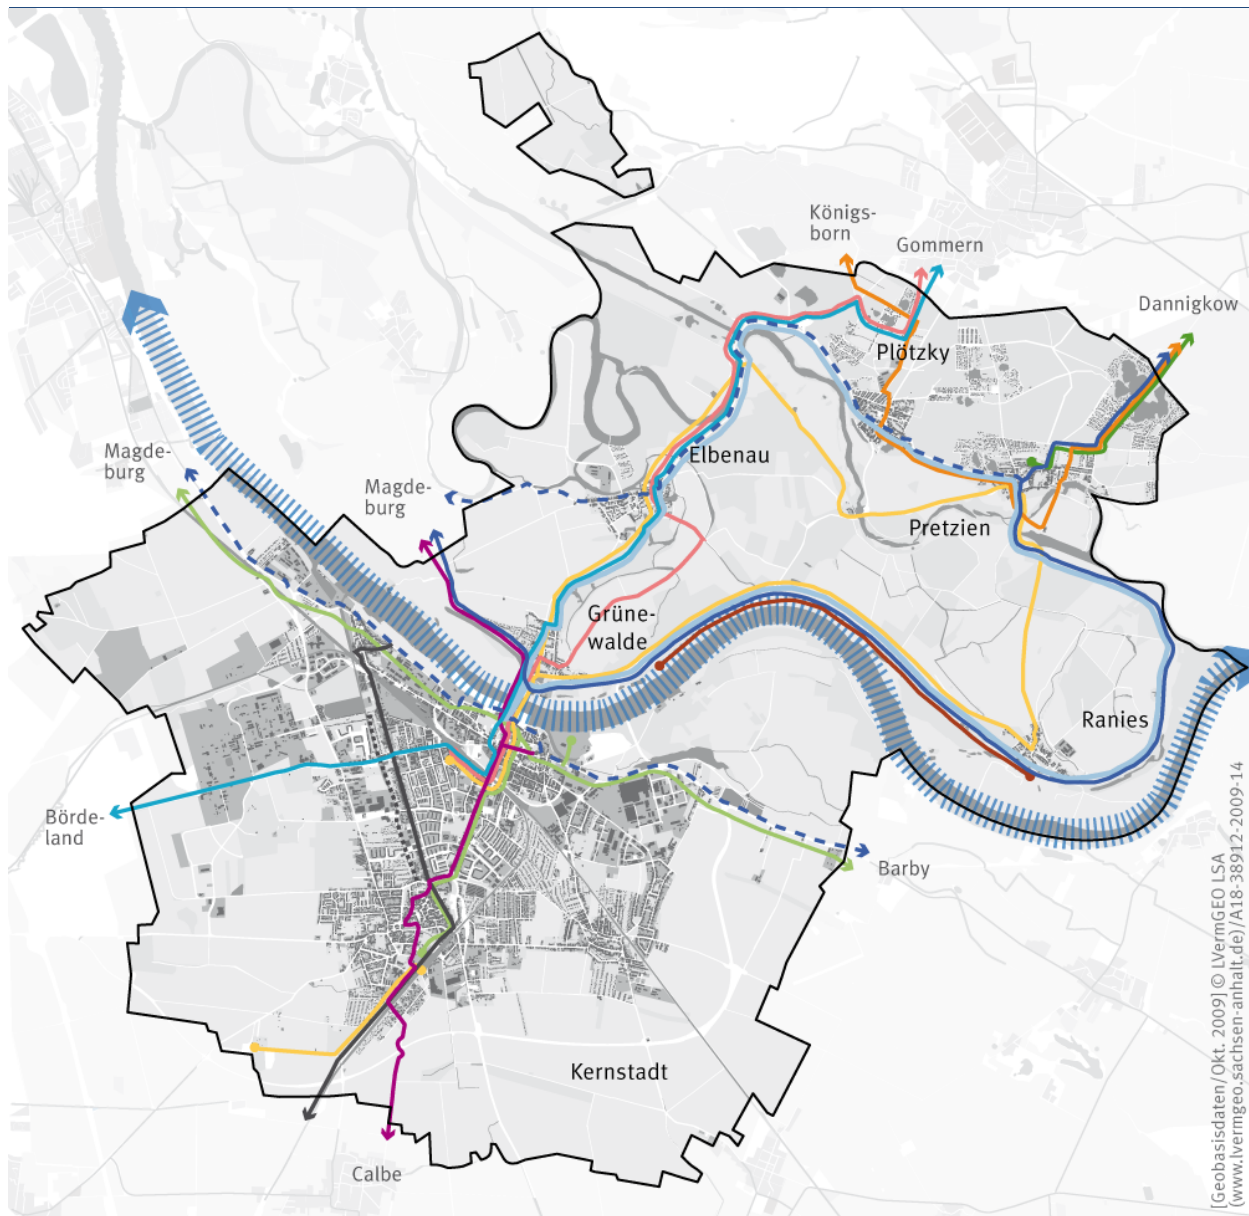 Königs-
born
Gommern
Dannigkow
Plötzky
Magde-
burg
Elbenau
Magde-
burg
Pretzien
Grüne-
walde
Ranies
Börde-
land
Barby
Kernstadt
Calbe
[Geobasisdaten/Okt. 2009] © LVermGEO LSA
(www.lvermgeo.sachsen-anhalt.de)/A18-38912-2009-14